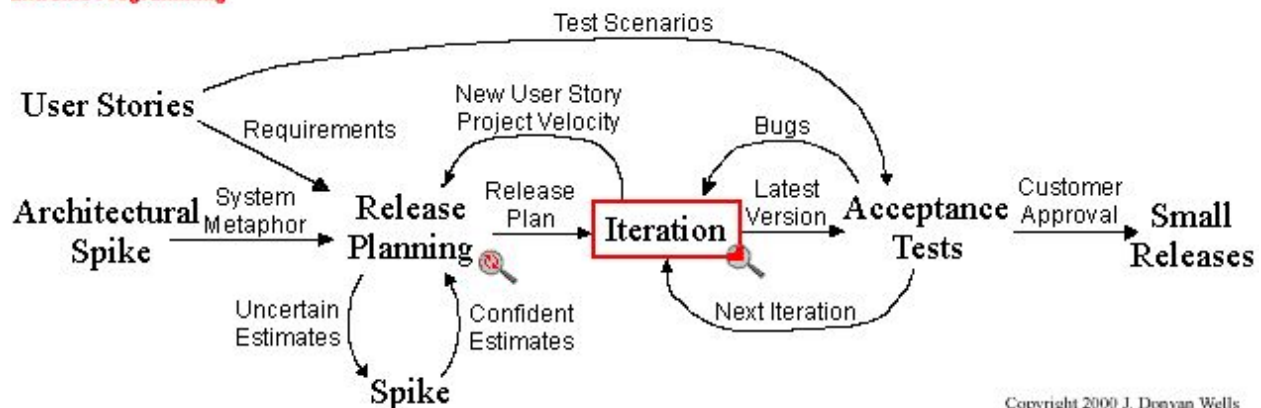 Test Scenarios
User Stories
New User Story
Project Velocity
Bugs
Requirements
Architectural
Spike
System
Metaphor
Release
Planning
Release
Plan
Iteration
Latest
Version
Acceptance
Tests
Customer
Approval
Small
Releases
Uncertain
Estimates
Confident
Estimates
Next Iteration
Spike
Copyright 2000 J. Donvan Wells